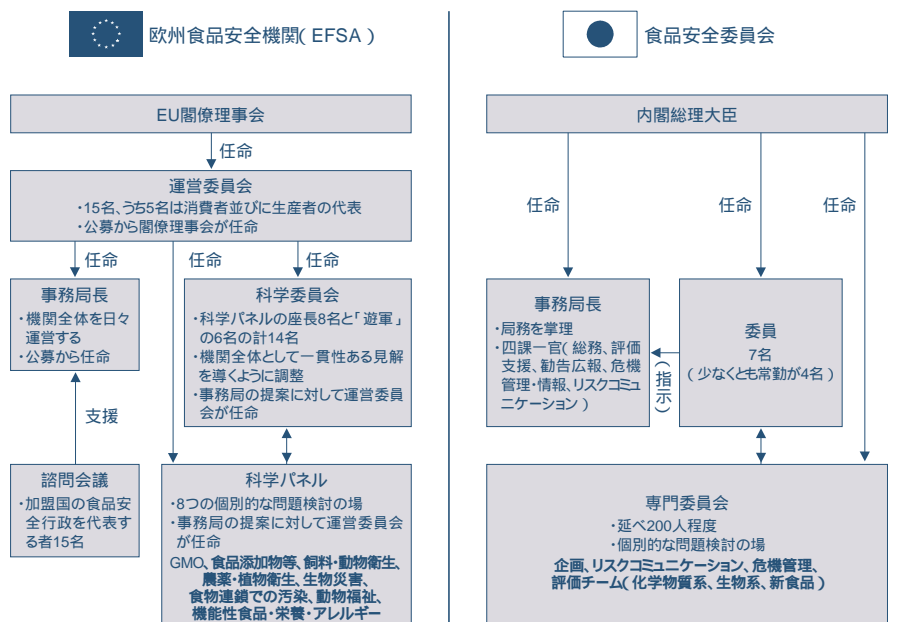 欧州食品安全機関(EFSA)
EU閣僚理事会
任命
運営委員会
・15名、うち5名は消費者並びに生産者の代表
・公募から閣僚理事会が任命
任命
任命
任命
事務局長
・機関全体を日々
運営する
・公募から任命
科学委員会
・科学パネルの座長8名と「遊軍」
の6名の計14名
・機関全体として一貫性ある見解
を導くように調整
・事務局の提案に対して運営委員
会が任命
支援
諮問会議
・加盟国の食品安
全行政を代表す
る者15名
科学パネル
・8つの個別的な問題検討の場
・事務局の提案に対して運営委員会
が任命
GMO、食品添加物等、飼料・動物衛生、
農薬・植物衛生、生物災害、
食物連鎖での汚染、動物福祉、
機能性食品・栄養・アレルギー
食品安全委員会
内閣総理大臣
任命
任命
任命
事務局長
・局務を掌理
・四課一官(総務、評価
支援、勧告広報、危機
管理・情報、リスクコミュ
ニケーション)
(指示)
委員
7名
(少なくとも常勤が4名)
専門委員会
・延べ200人程度
・個別的な問題検討の場
企画、リスクコミュニケーション、危機管理、
評価チーム(化学物質系、生物系、新食品)